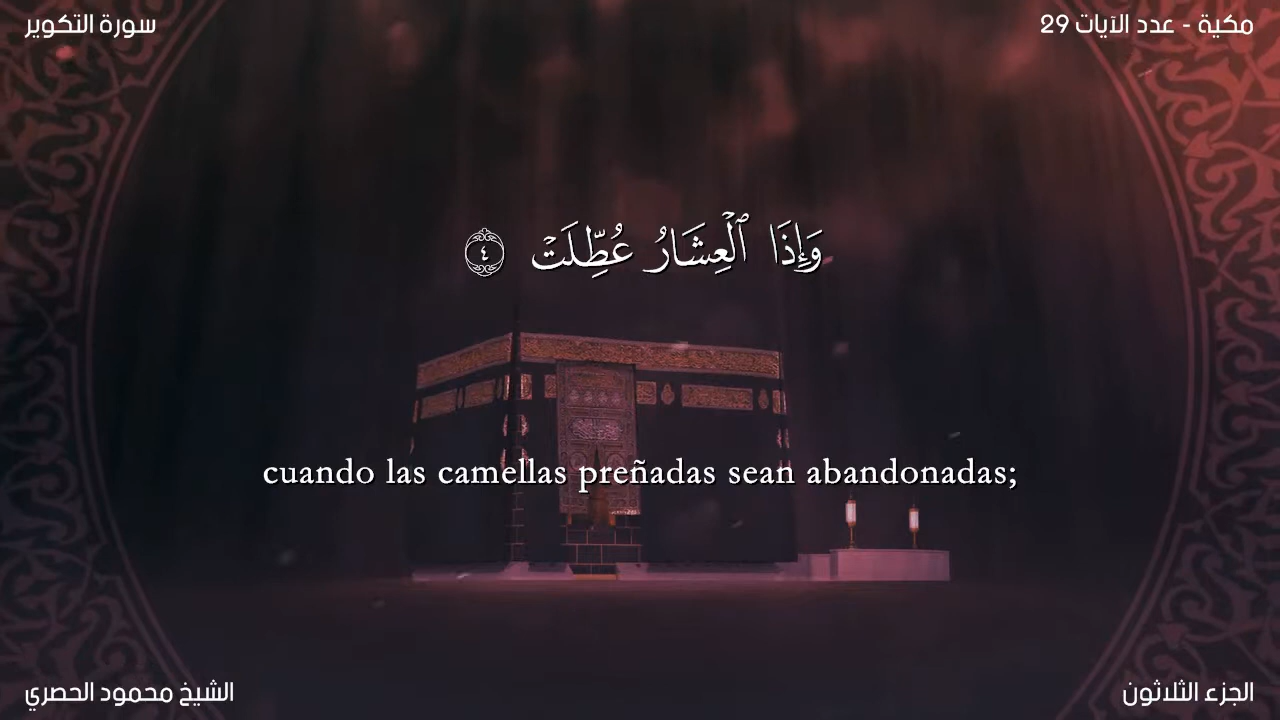 سورة التكوير
مكية - عدد الآيات 29
وَإِذَا ٱلْعِشَارُ عُطِّلَتْ ٤
cuando las camellas preñadas sean abandonadas;
الشيخ محمود الحصري
الجزء الثلاثون